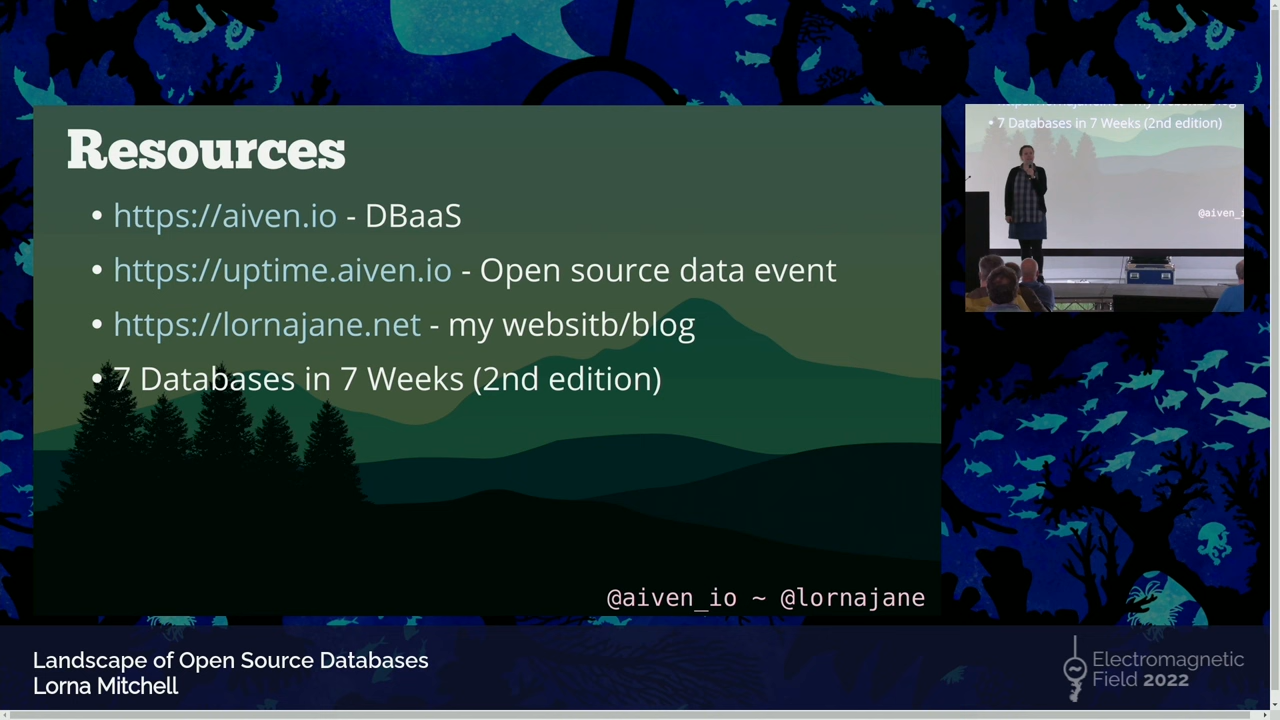 Resources
• https://aiven.io - DBaaS
• https://uptime.aiven.io - Open source data event
• https://lornajane.net - my websitb/blog
• 7 Databases in 7 Weeks (2nd edition)
@aiven_io ~ @lornajane
• 7 Databases in 7 Weeks (2nd edition)
@aiven_i
Landscape of Open Source Databases
Lorna Mitchell
Electromagnetic
Field 2022